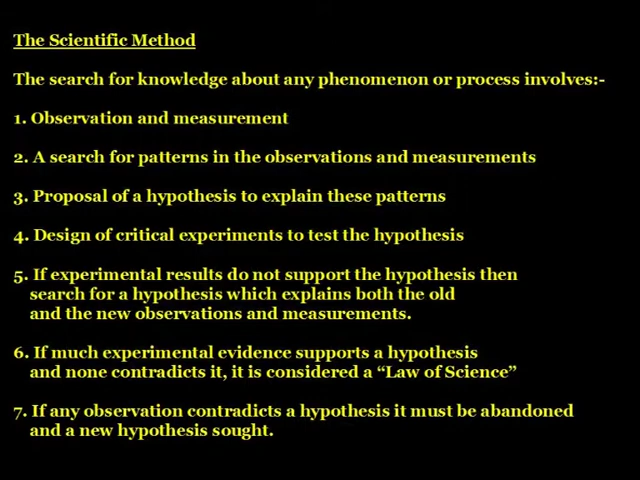 The Scientific Method
The search for knowledge about any phenomenon or process involves:-
1. Observation and measurement
2. A search for patterns in the observations and measurements
3. Proposal of a hypothesis to explain these patterns
4. Design of critical experiments to test the hypothesis
5. If experimental results do not support the hypothesis then
search for a hypothesis which explains both the old
and the new observations and measurements.
6. If much experimental evidence supports a hypothesis
and none contradicts it, it is considered a “Law of Science”
7. If any observation contradicts a hypothesis it must be abandoned
and a new hypothesis sought.